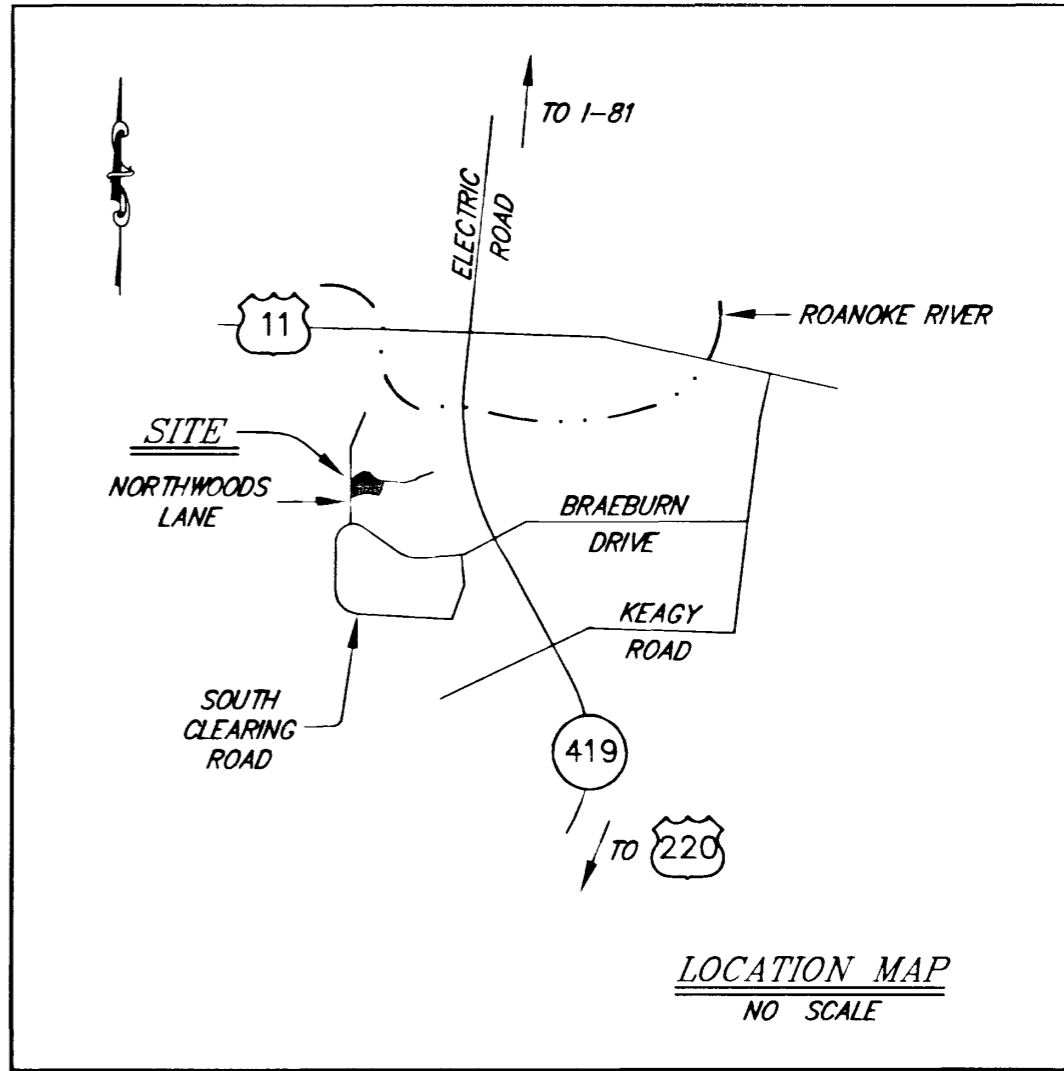 TO I-81
ELECTRIC
ROAD
11
ROANOKE RIVER
SITE
NORTHWOODS
LANE
BRAEBURN
DRIVE
KEAGY
ROAD
SOUTH
CLEARING
ROAD
419
TO 220
LOCATION MAP
NO SCALE